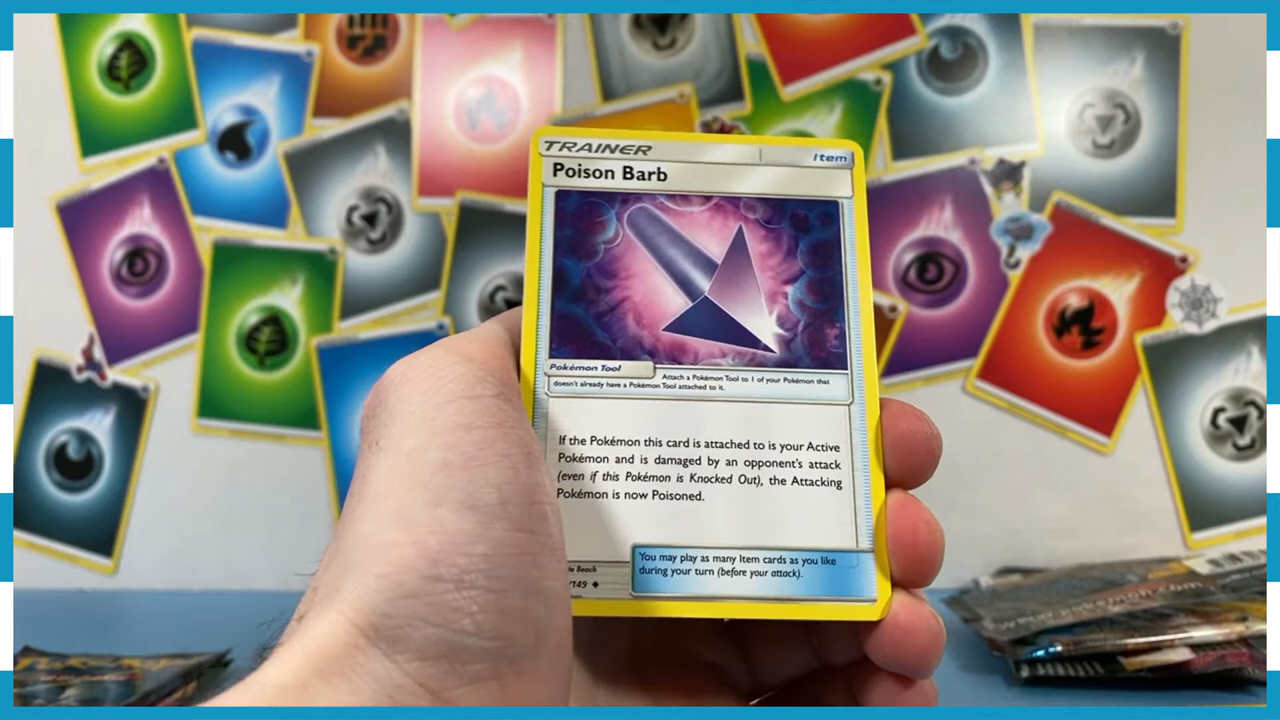 TRAINER
Item
Poison Barb
Pokémon Tool
Attach a Pokémon Tool to 1 of your Pokémon that
doesn't already have a Pokémon Tool attached to it.
If the Pokémon this card is attached to is your Active
Pokémon and is damaged by an opponent's attack
(even if this Pokémon is Knocked Out), the Attacking
Pokémon is now Poisoned.
te Beach
/149
You may play as many Item cards as you like
during your turn (before your attack).